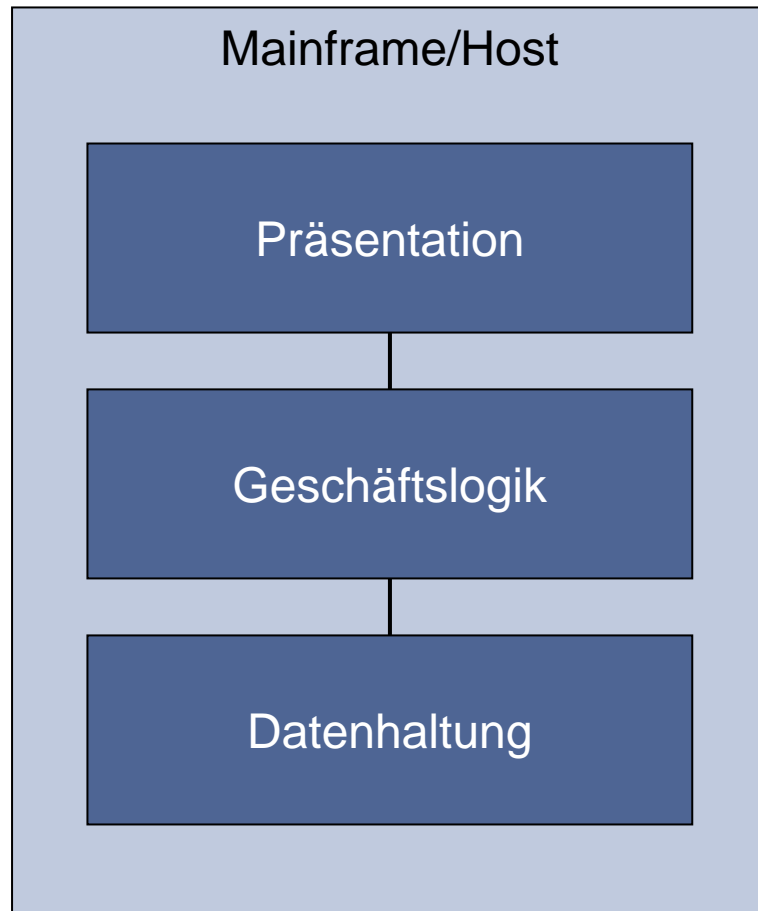 Mainframe/Host
Präsentation
Geschäftslogik
Datenhaltung